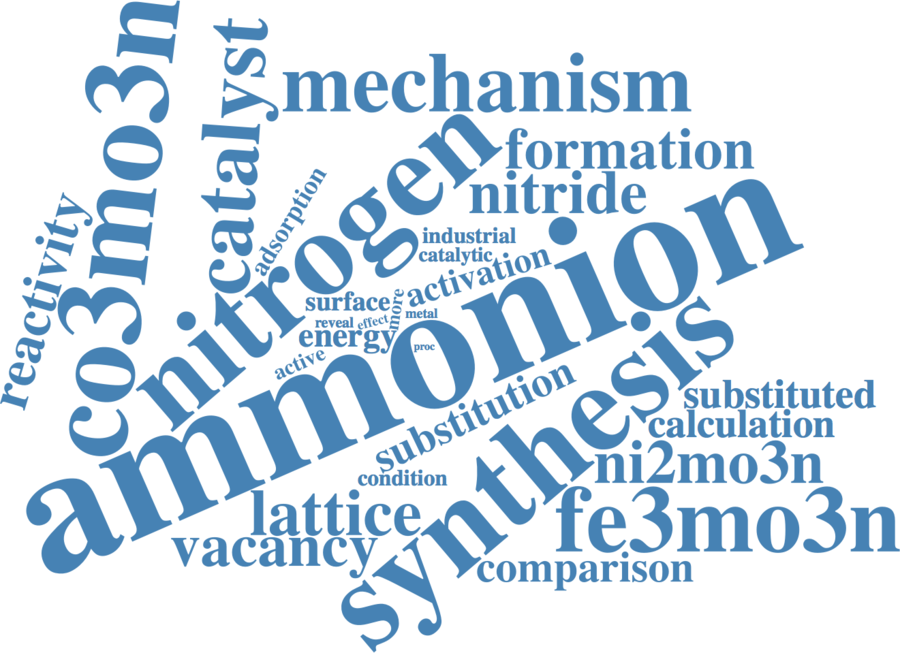 co3mo3n
catalyst
mechanism
nitrogen
formation
nitride
reactivity
adsorption
ammonion
industrial
catalytic
activation
surface
more
metal
reveal
effect
energy
proc
active
substitution
synthesis
substituted
calculation
condition
ni2mo3n
lattice
fe3mo3n
vacancy
comparison